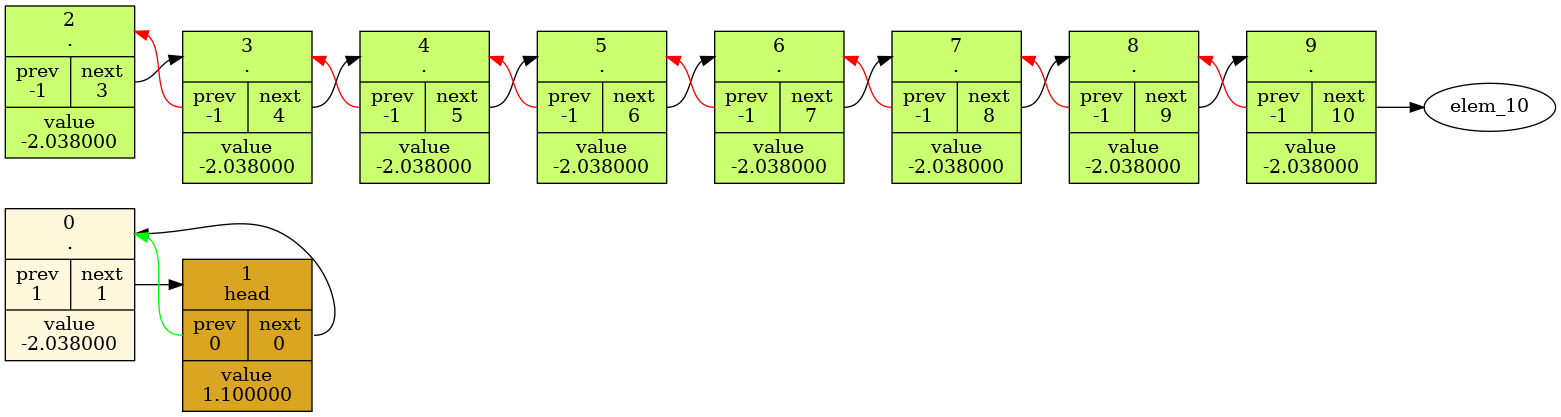 2
.
prev next
-1 3
value
-2.038000
3
.
prev next
-1 4
value
-2.038000
4
.
prev next
-1 5
value
-2.038000
5
.
prev next
-1 6
value
-2.038000
6
.
prev next
-1 7
value
-2.038000
7
.
prev next
-1 8
value
-2.038000
8
.
prev next
-1 9
value
-2.038000
9
.
prev next
-1 10
value
-2.038000
elem_10
0
.
prev next
1 1
value
-2.038000
1
head
prev next
0 0
value
1.100000